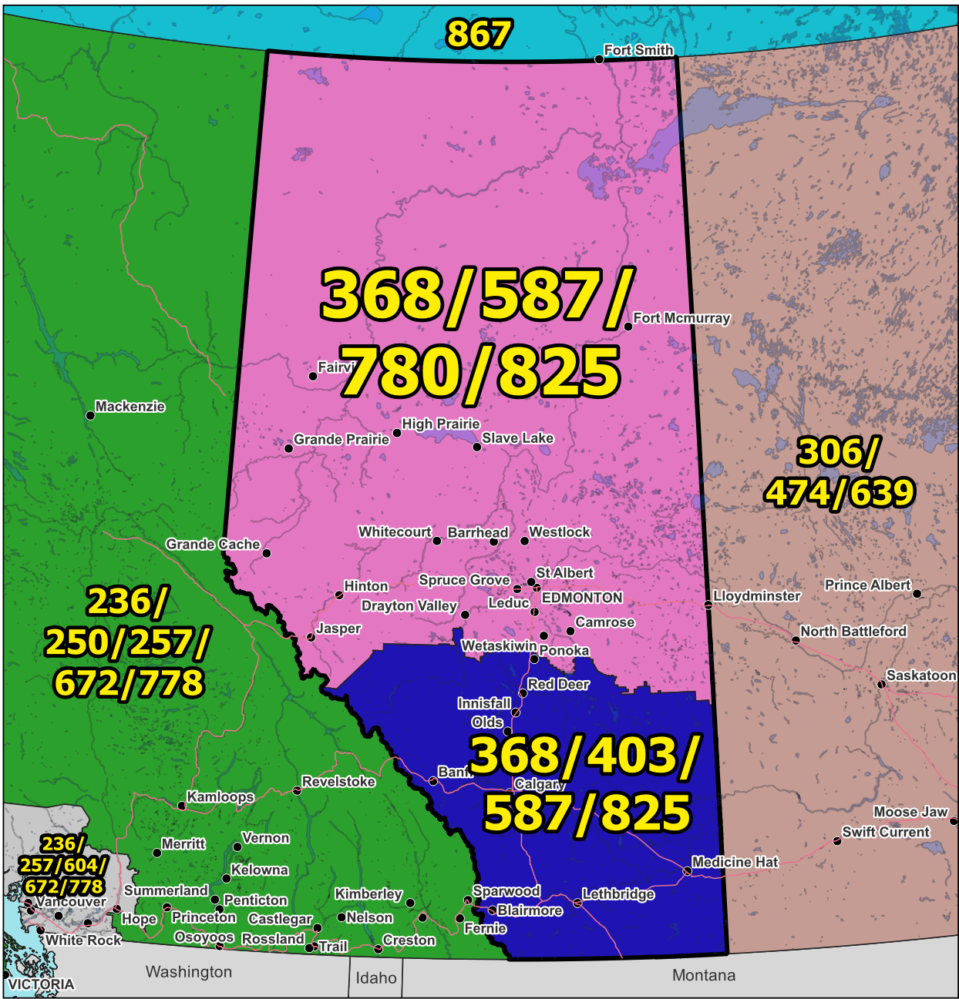 867
Fort Smith
368/587/
780/825
Fort Mcmurray
Fairvi
Mackenzie
High Prairie
Grande Prairie
Slave Lake
306/
474/639
Whitecourt
Barrhead
Westlock
Grande Cache
St Albert
Spruce Grove
Hinton
EDMONTON
Prince Albert
Lloydminster
Drayton Valley
Leduc
236/
250/257/
672/778
Camrose
Jasper
North Battleford
Wetaskiwin
Ponoka
Saskatoon
Red Deer
Innisfall
Olds
368/403/
587/825
Banff
Calgary
Revelstoke
Kamloops
Moose Jaw
Swift Current
Vernon
Merritt
236/
257/604/
672/778
Medicine Hat
Kelowna
Summerland
Sparwood
Kimberley
Lethbridge
Vancouver
Penticton
Blairmore
Hope
Princeton
Castlegar
Nelson
Fernie
White Rock
Osoyoos
Rossland
Trail
Creston
Washington
Idaho
Montana
VICTORIA